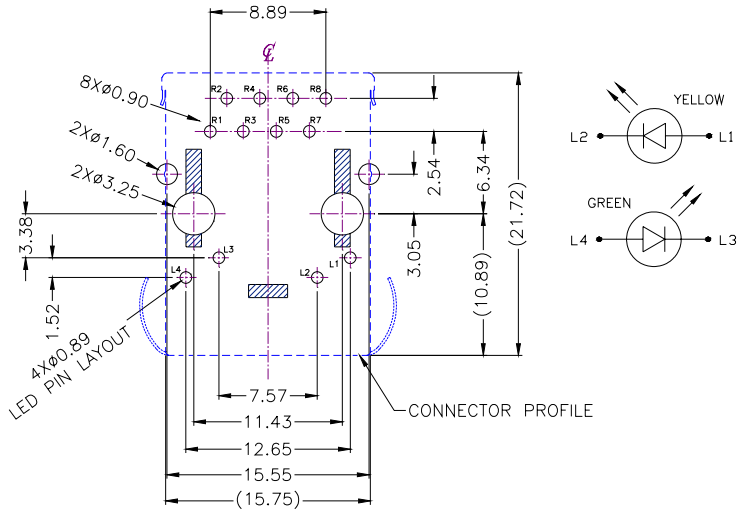 8.89
℄
R2 R4 R6 R8
8Xø0.90
R1 R3 R5 R7
2Xø1.60
2Xø3.25
3.38
1.52
L3
L1
L4
L2
4Xø0.89
LED PIN LAYOUT
2.54
6.34
3.05
(10.89)
(21.72)
7.57
11.43
12.65
15.55
(15.75)
CONNECTOR PROFILE
YELLOW
L2 L1
GREEN
L4 L3